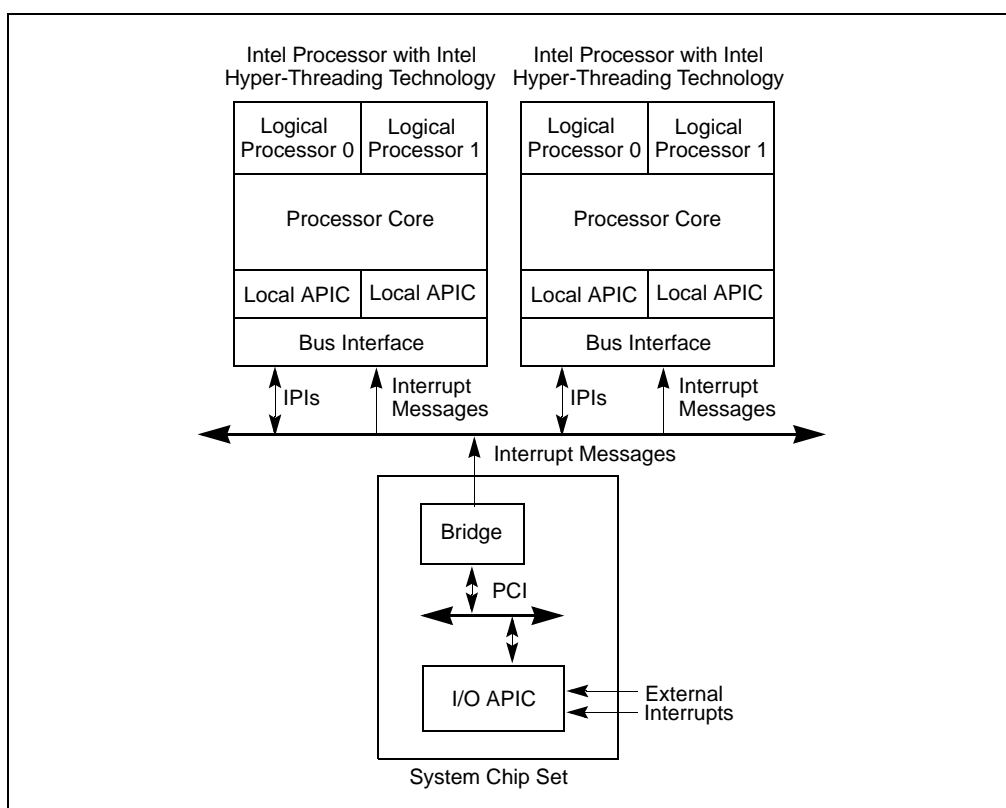 Intel Processor with Intel
Hyper-Threading Technology
Intel Processor with Intel
Hyper-Threading Technology
Logical
Processor 0
Logical
Processor 1
Logical
Processor 0
Logical
Processor 1
Processor Core
Processor Core
Local APIC
Local APIC
Local APIC
Local APIC
Bus Interface
Bus Interface
IPIs
Interrupt
Messages
IPIs
Interrupt
Messages
Interrupt Messages
Bridge
PCI
I/O APIC
External
Interrupts
System Chip Set